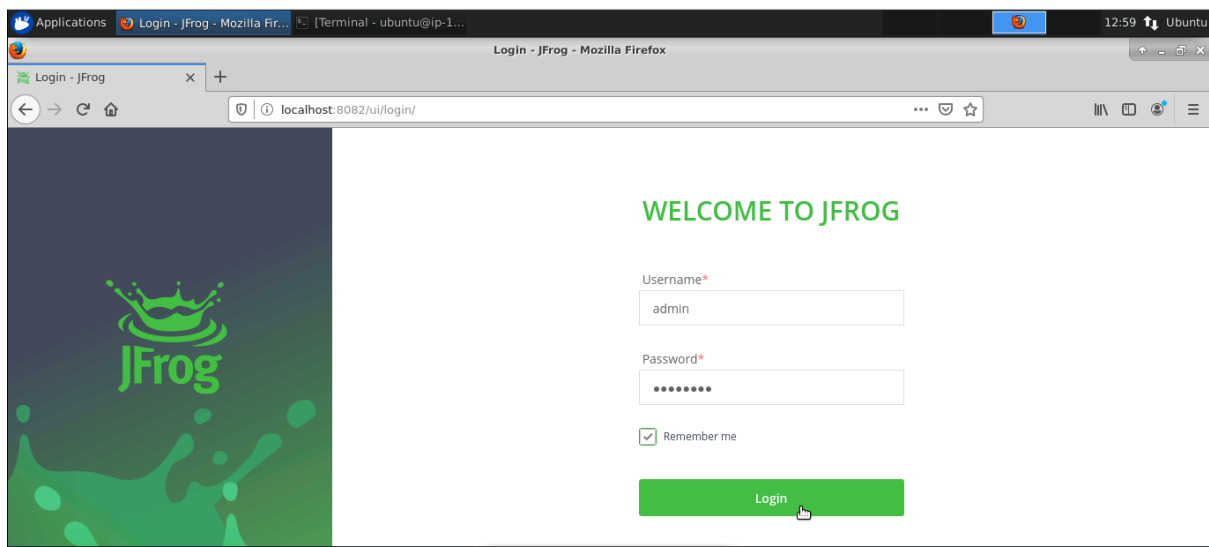 Applications Login - JFrog - Mozilla Fir... [Terminal - ubuntu@ip-1... 12:59 Ubuntu
Login - JFrog - Mozilla Firefox
Login - JFrog
localhost:8082/ui/login/
WELCOME TO JFROG
Username*
admin
JFrog
Password*
••••••••
Remember me
Login